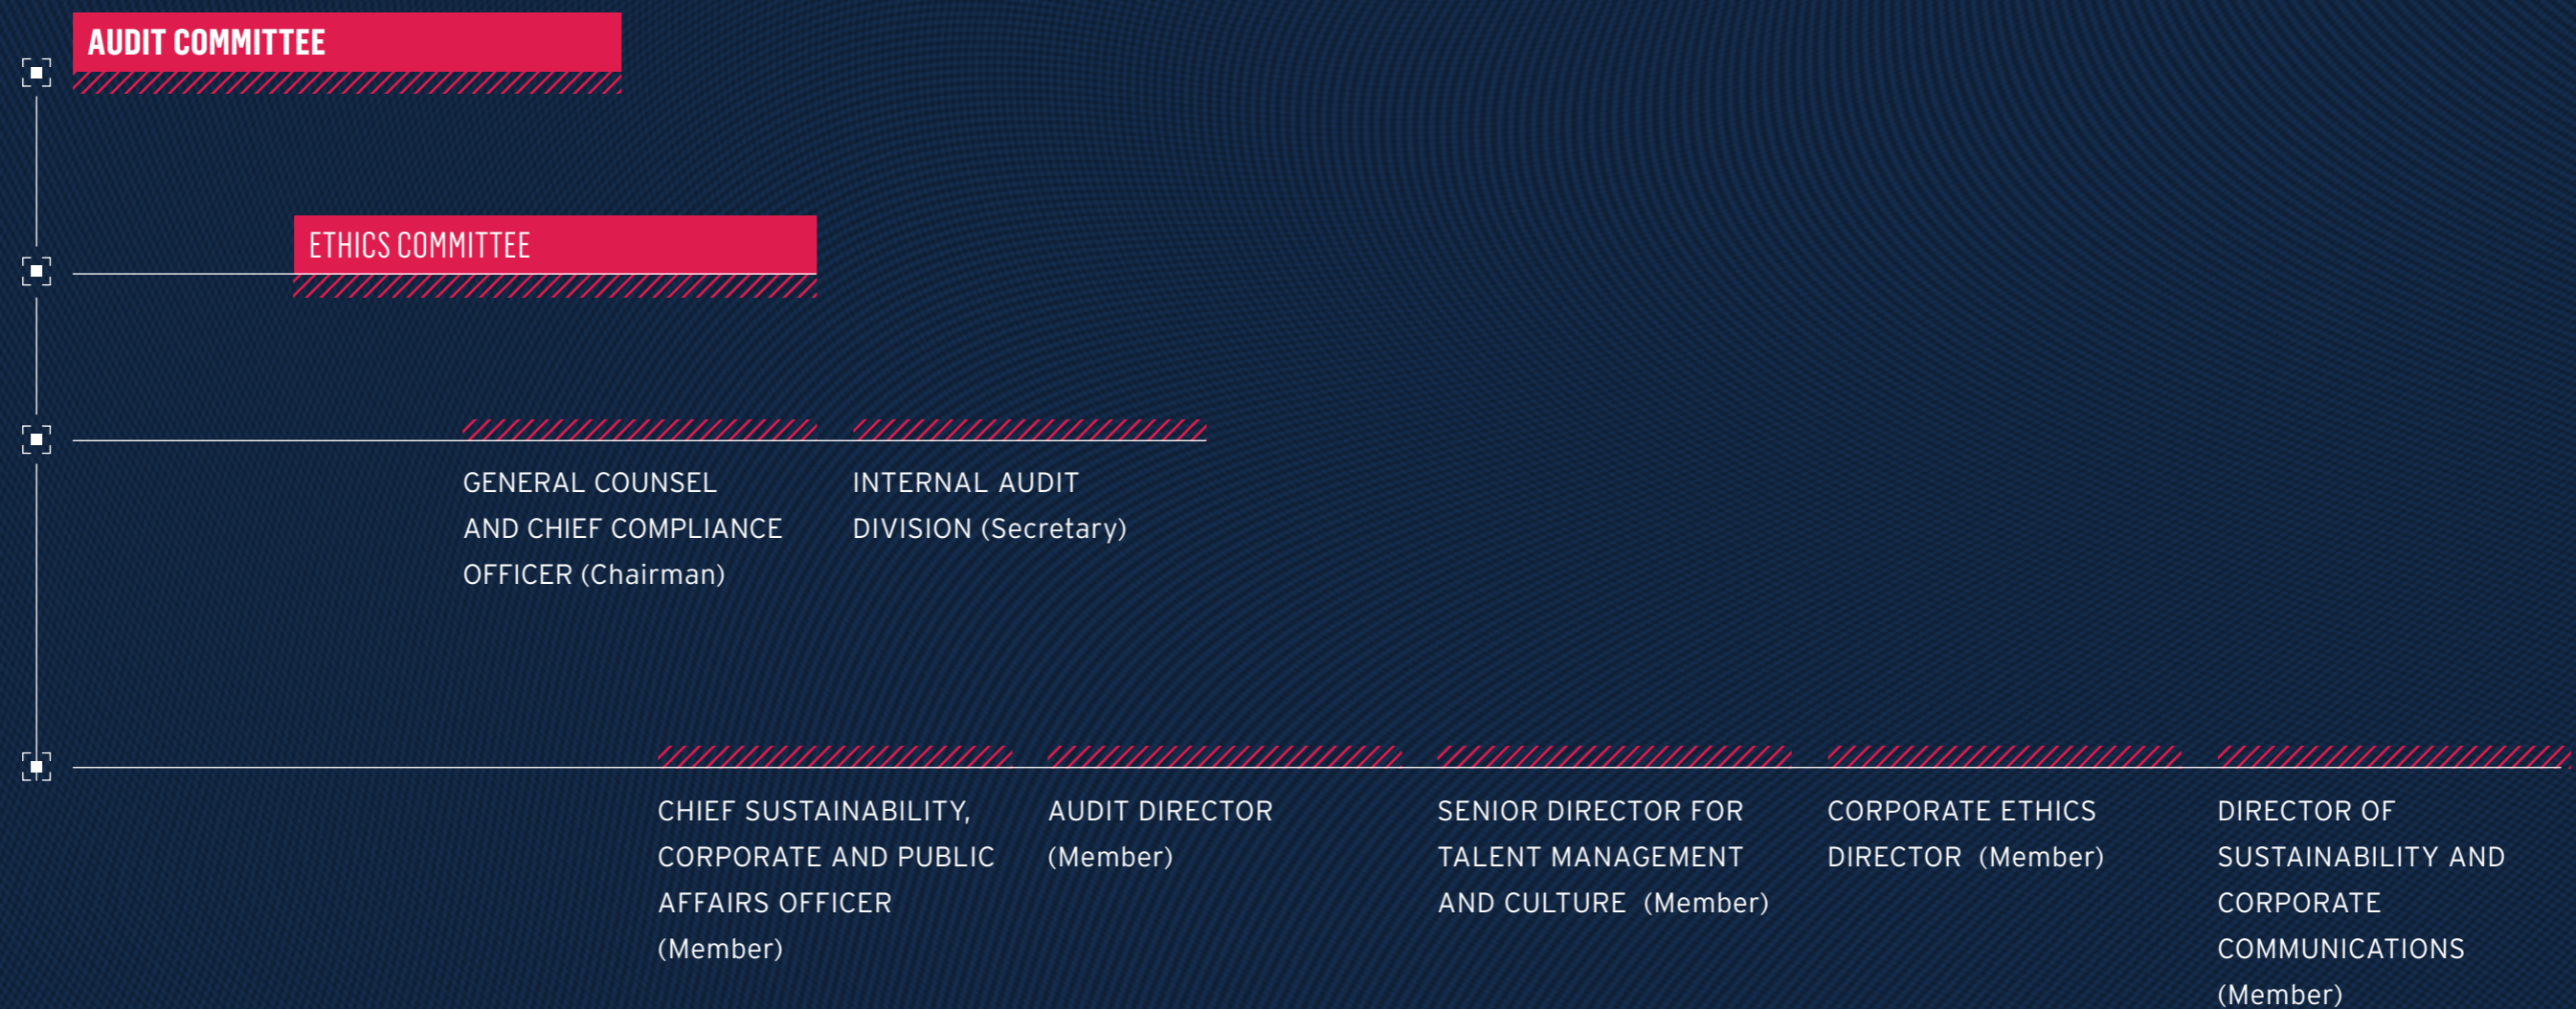 AUDIT COMMITTEE
ETHICS COMMITTEE
GENERAL COUNSEL
AND CHIEF COMPLIANCE
OFFICER (Chairman)
INTERNAL AUDIT
DIVISION (Secretary)
CHIEF SUSTAINABILITY,
CORPORATE AND PUBLIC
AFFAIRS OFFICER
(Member)
AUDIT DIRECTOR
(Member)
SENIOR DIRECTOR FOR
TALENT MANAGEMENT
AND CULTURE (Member)
CORPORATE ETHICS
DIRECTOR (Member)
DIRECTOR OF
SUSTAINABILITY AND
CORPORATE
COMMUNICATIONS
(Member)